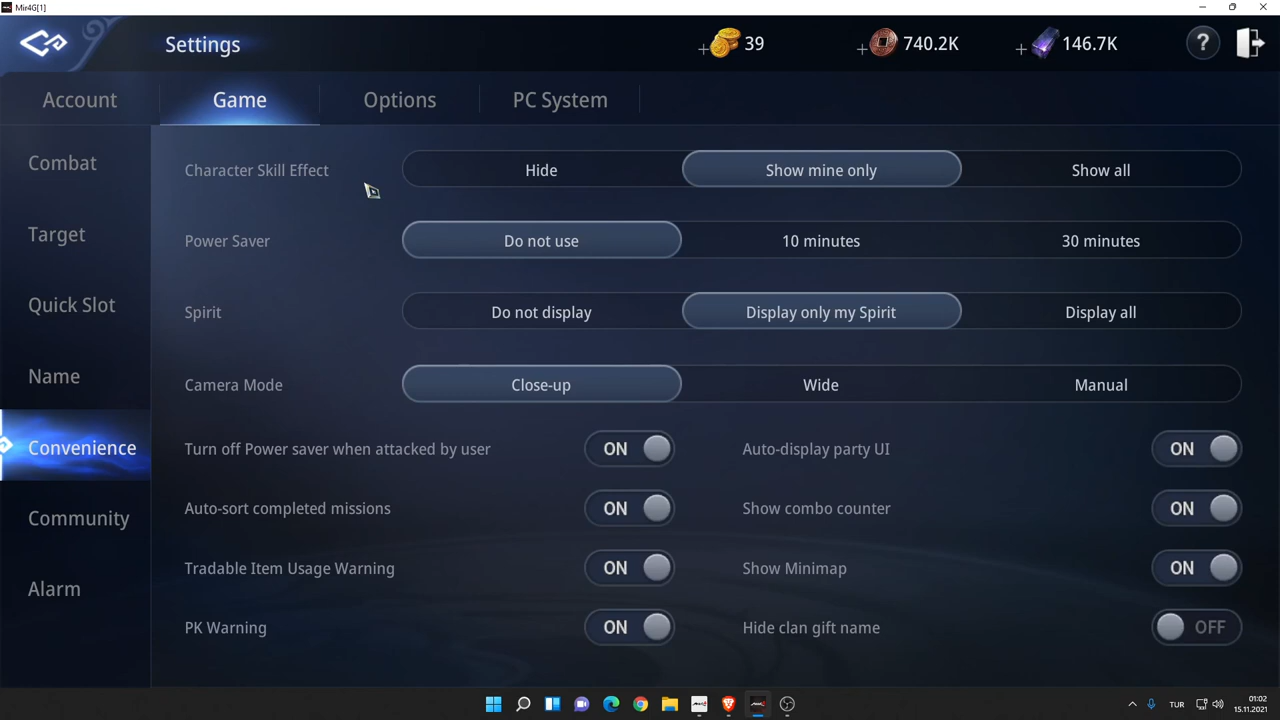 Mir4G[1]
Settings
39
740.2K
146.7K
?
Account
Game
Options
PC System
Combat
Target
Quick Slot
Name
Convenience
Community
Alarm
Character Skill Effect
Hide
Show mine only
Show all
Power Saver
Do not use
10 minutes
30 minutes
Spirit
Do not display
Display only my Spirit
Display all
Camera Mode
Close-up
Wide
Manual
Turn off Power saver when attacked by user
ON
Auto-display party UI
ON
Auto-sort completed missions
ON
Show combo counter
ON
Tradable Item Usage Warning
ON
Show Minimap
ON
PK Warning
ON
Hide clan gift name
OFF
TUR
01:02
15.11.2021